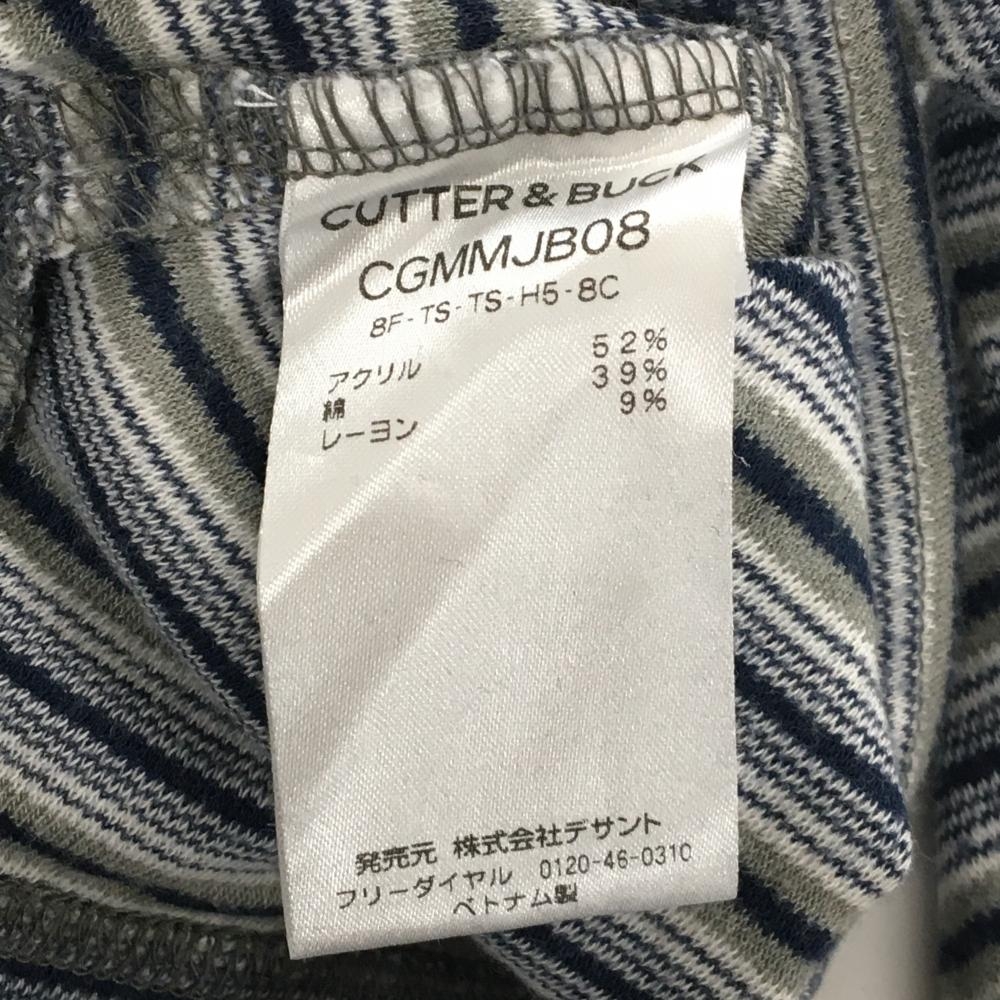 CUTTER & BUCK
CGMMJB08
8F-TS-TS-H5-8C
アクリル 52%
綿 39%
レーヨン 9%
発売元 株式会社デサント
フリーダイヤル 0120-46-0310
ベトナム製